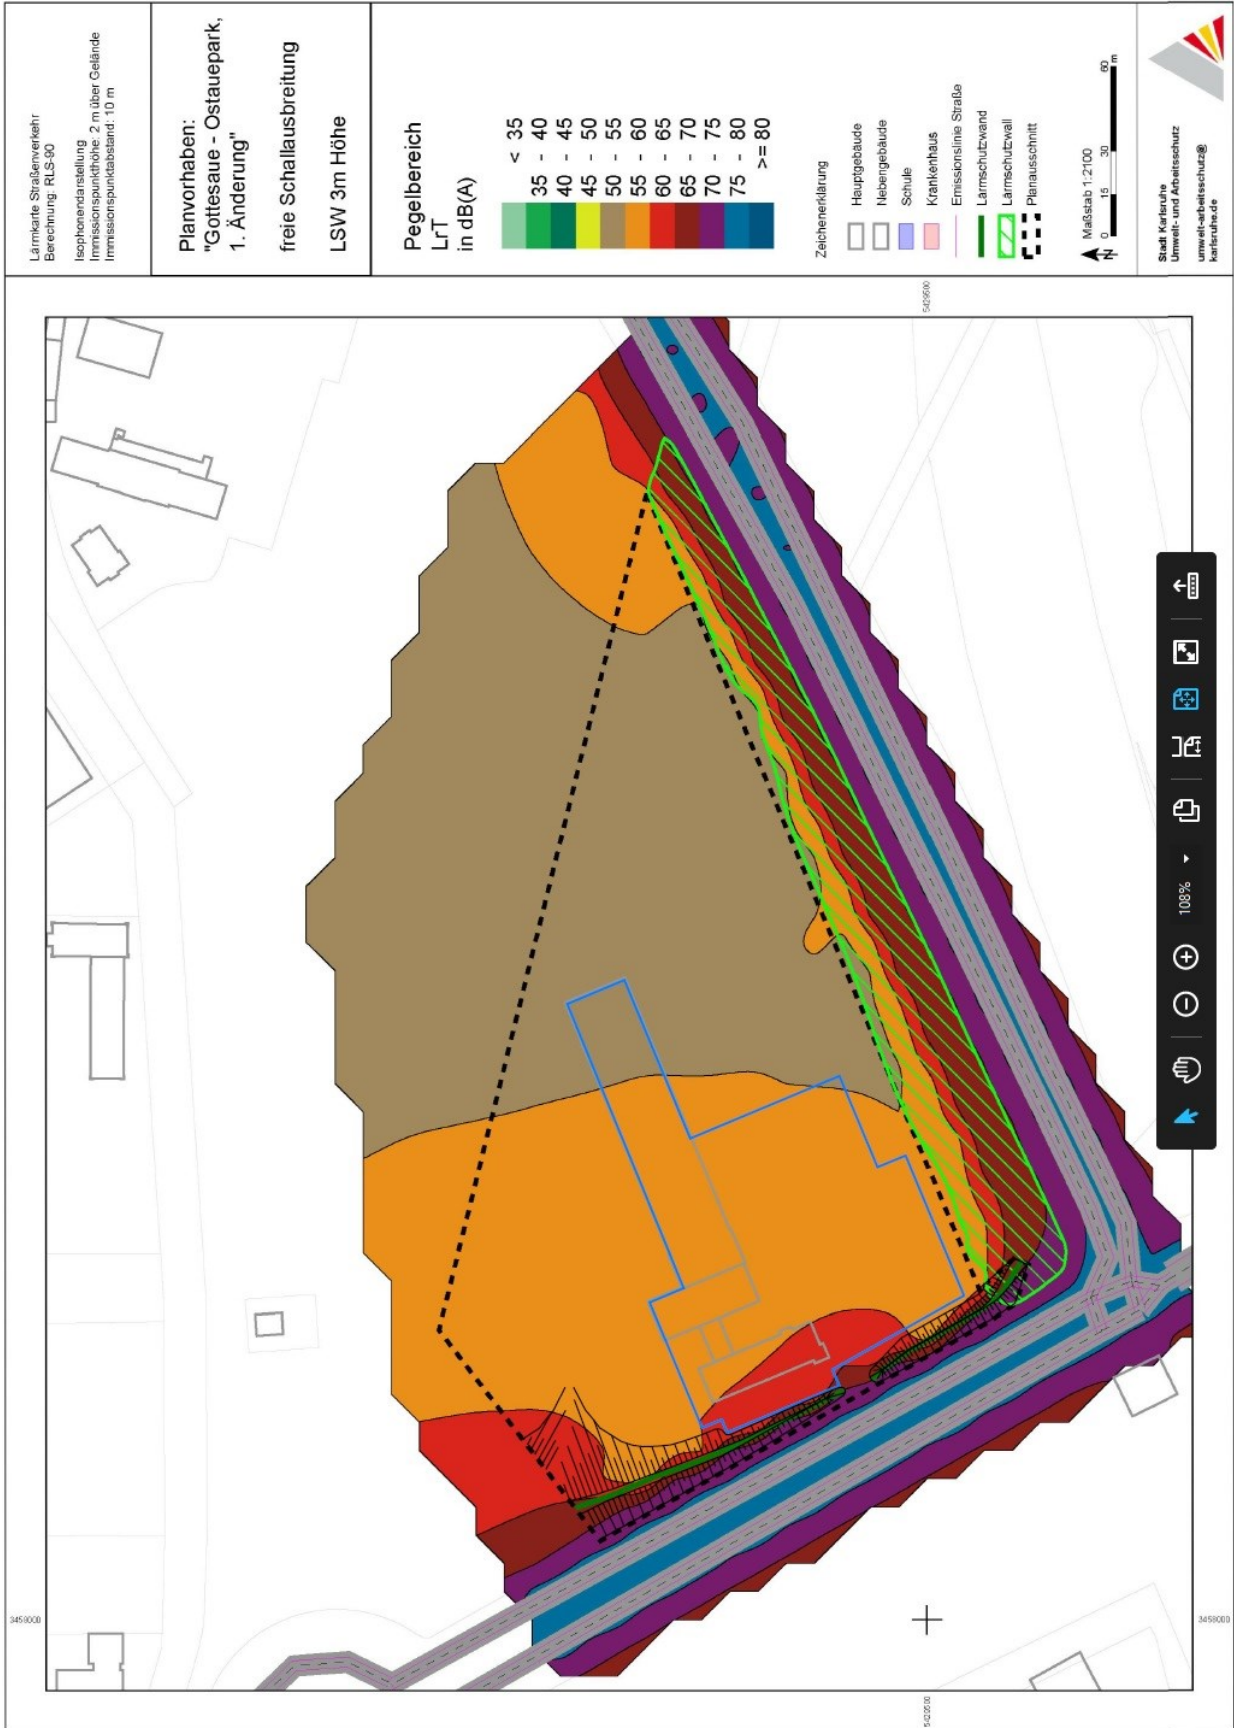 Lärmkarte Straßenverkehr
Berechnung: RLS-90
Isophonendarstellung
Immissionspunkthöhe: 2 m über Gelände
Immissionspunktabstand: 10 m
Planvorhaben:
"Gottesaue - Ostauepark,
1. Änderung"
freie Schallausbreitung
LSW 3m Höhe
Pegelbereich
LrT
in dB(A)
< 35
35 - 40
40 - 45
45 - 50
50 - 55
55 - 60
60 - 65
65 - 70
70 - 75
75 - 80
>= 80
Zeichenerklärung
Hauptgebäude
Nebengebäude
Schule
Krankenhaus
Emissionslinie Straße
Lärmschutzwand
Lärmschutzwall
Planausschnitt
N
Maßstab 1:2100
0 15 30 60
m
Stadt Karlsruhe
Umwelt- und Arbeitsschutz
umwelt-arbeitsschutz@
karlsruhe.de
3458000
3458000
108%